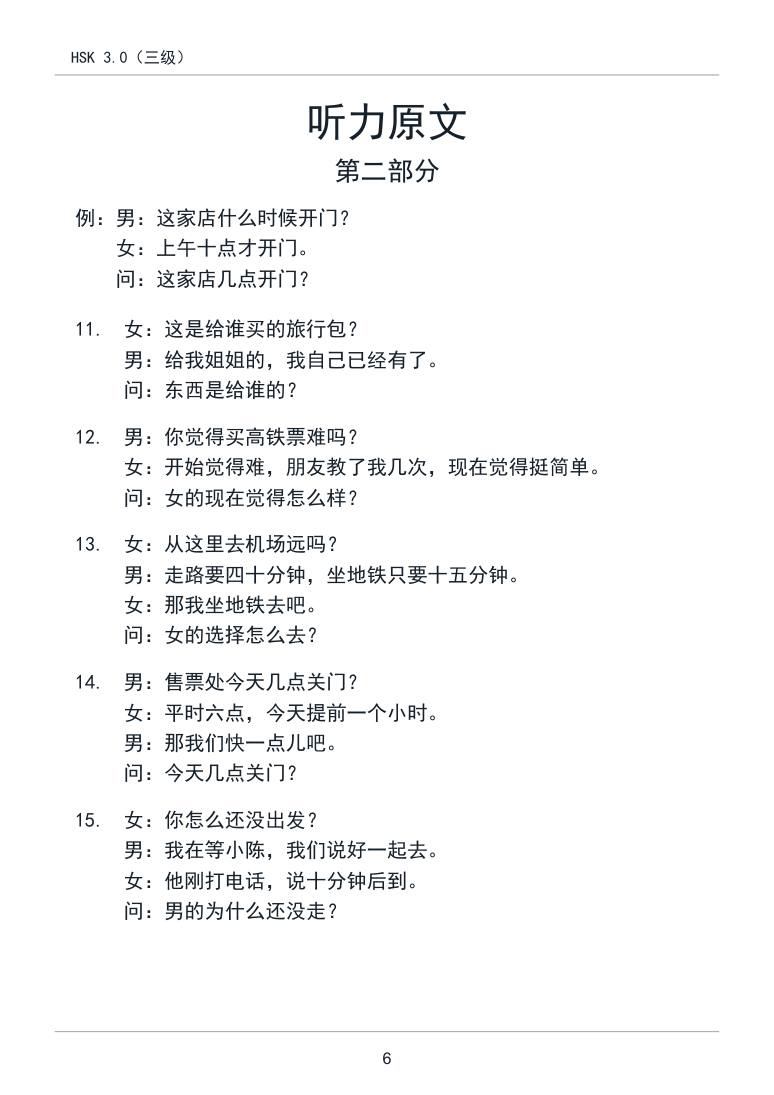 HSK 3.0（三级）
听力原文
第二部分
例：男：这家店什么时候开门？
女：上午十点才开门。
问：这家店几点开门？
11. 女：这是给谁买的旅行包？
男：给我姐姐的，我自己已经有了。
问：东西是给谁的？
12. 男：你觉得买高铁票难吗？
女：开始觉得难，朋友教了我几次，现在觉得挺简单。
问：女的现在觉得怎么样？
13. 女：从这里去机场远吗？
男：走路要四十分钟，坐地铁只要十五分钟。
女：那我坐地铁去吧。
问：女的选择怎么去？
14. 男：售票处今天几点关门？
女：平时六点，今天提前一个小时。
男：那我们快一点儿吧。
问：今天几点关门？
15. 女：你怎么还没出发？
男：我在等小陈，我们说好一起去。
女：他刚打电话，说十分钟后到。
问：男的为什么还没走？
6